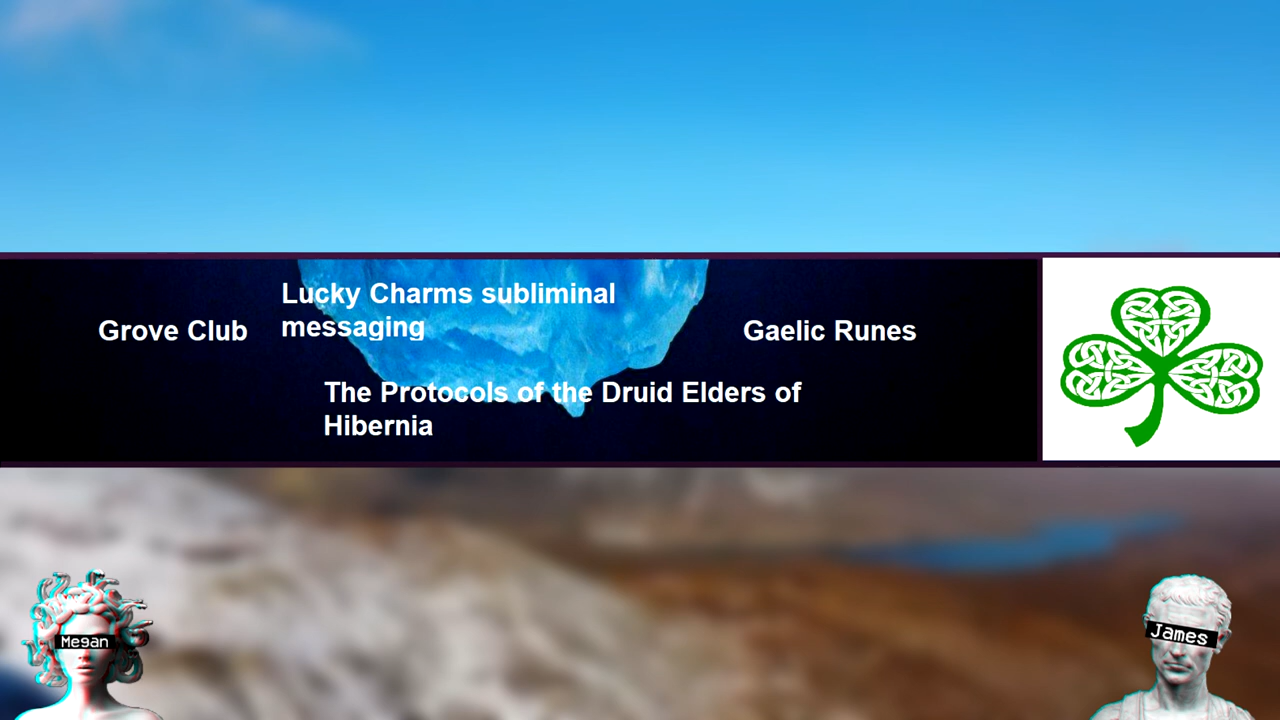 Lucky Charms subliminal
messaging
Grove Club
Gaelic Runes
The Protocols of the Druid Elders of
Hibernia
Megan
James